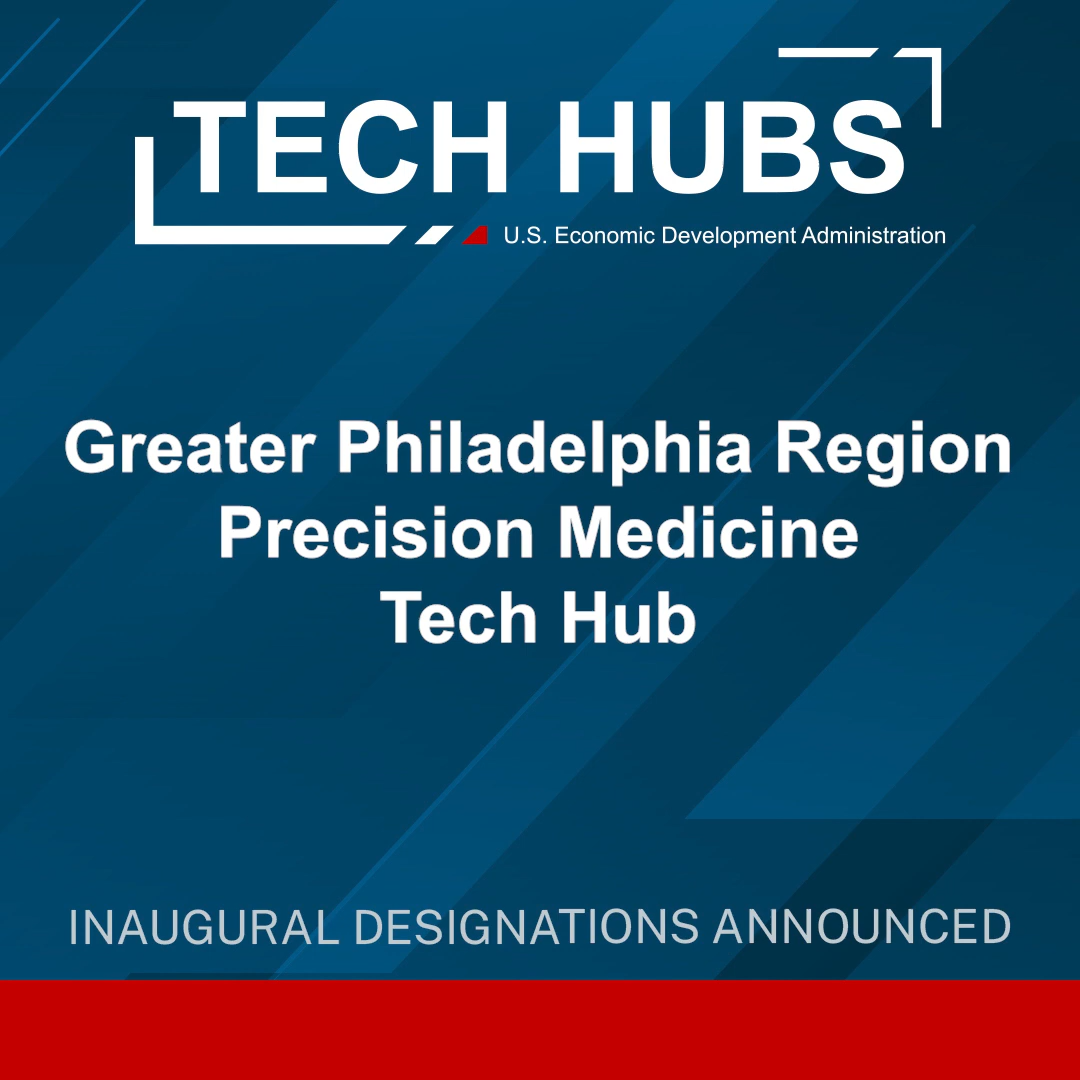 TECH HUBS
U.S. Economic Development Administration
Greater Philadelphia Region
Precision Medicine
Tech Hub
INAUGURAL DESIGNATIONS ANNOUNCED